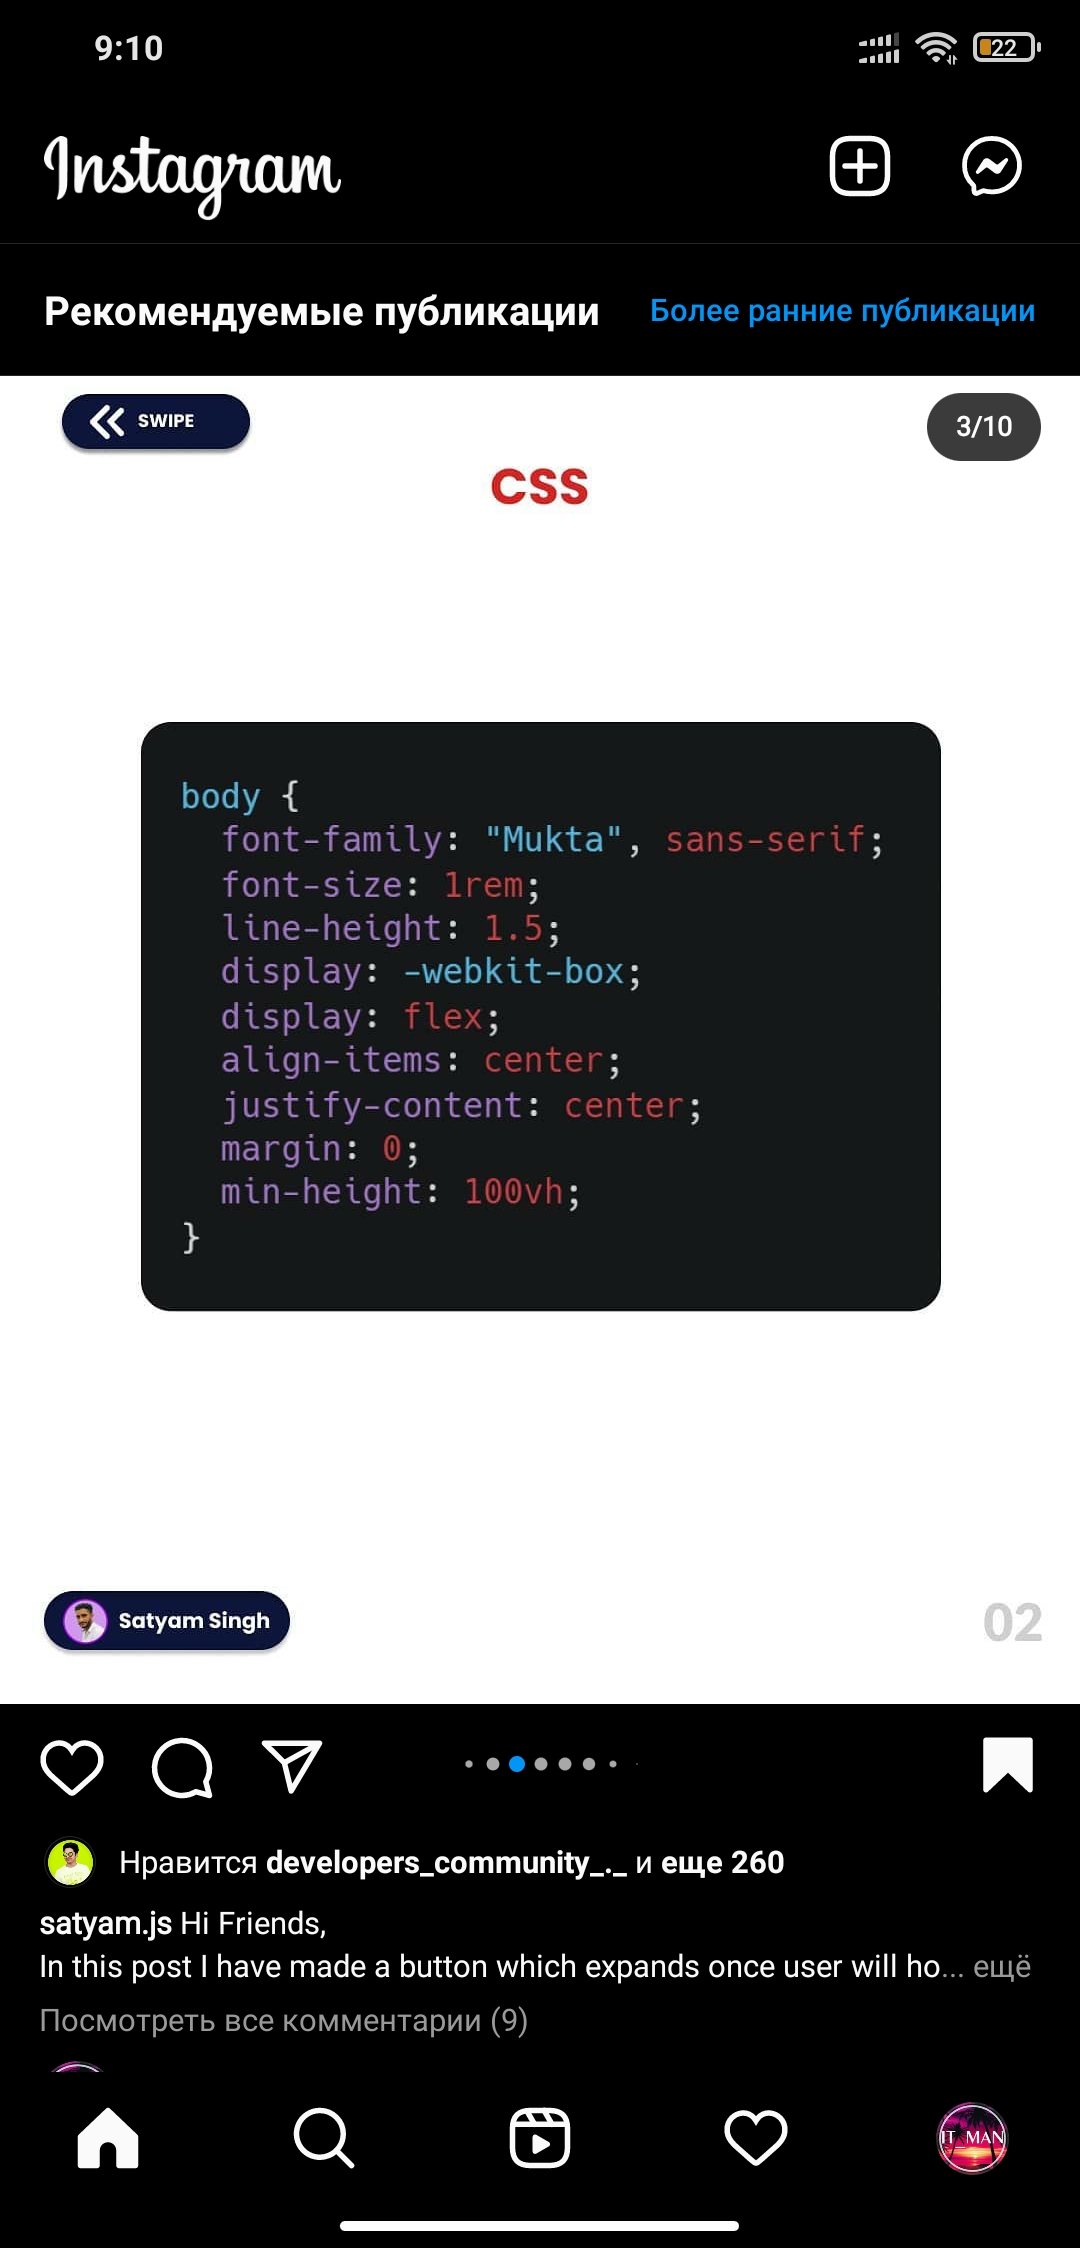 9:10
22
Instagram
Рекомендуемые публикации Более ранние публикации
SWIPE
3/10
CSS
body {
  font-family: "Mukta", sans-serif;
  font-size: 1rem;
  line-height: 1.5;
  display: -webkit-box;
  display: flex;
  align-items: center;
  justify-content: center;
  margin: 0;
  min-height: 100vh;
}
Satyam Singh
02
Нравится developers_community_._ и еще 260
satyam.js Hi Friends,
In this post I have made a button which expands once user will ho... ещё
Посмотреть все комментарии (9)
IT_MAN